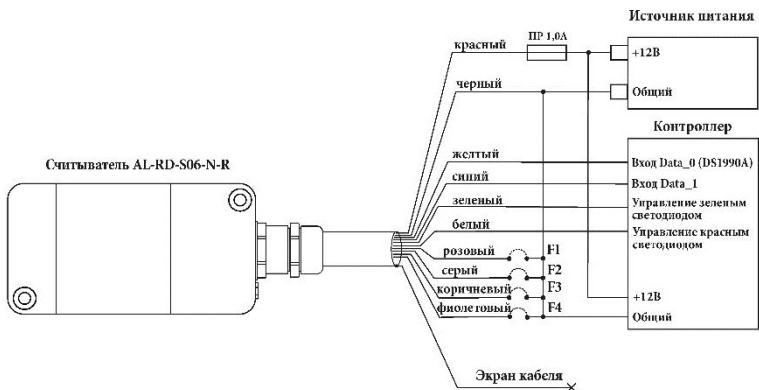 Источник питания
красный
ПР 1,0А
+12В
черный
Общий
Контроллер
Считыватель AL-RD-S06-N-R
желтый
Вход Data_0 (DS1990A)
синий
Вход Data_1
зеленый
Управление зеленым
светодиодом
белый
Управление красным
светодиодом
розовый
F1
серый
F2
коричневый
F3
+12В
фиолетовый
F4
Общий
Экран кабеля